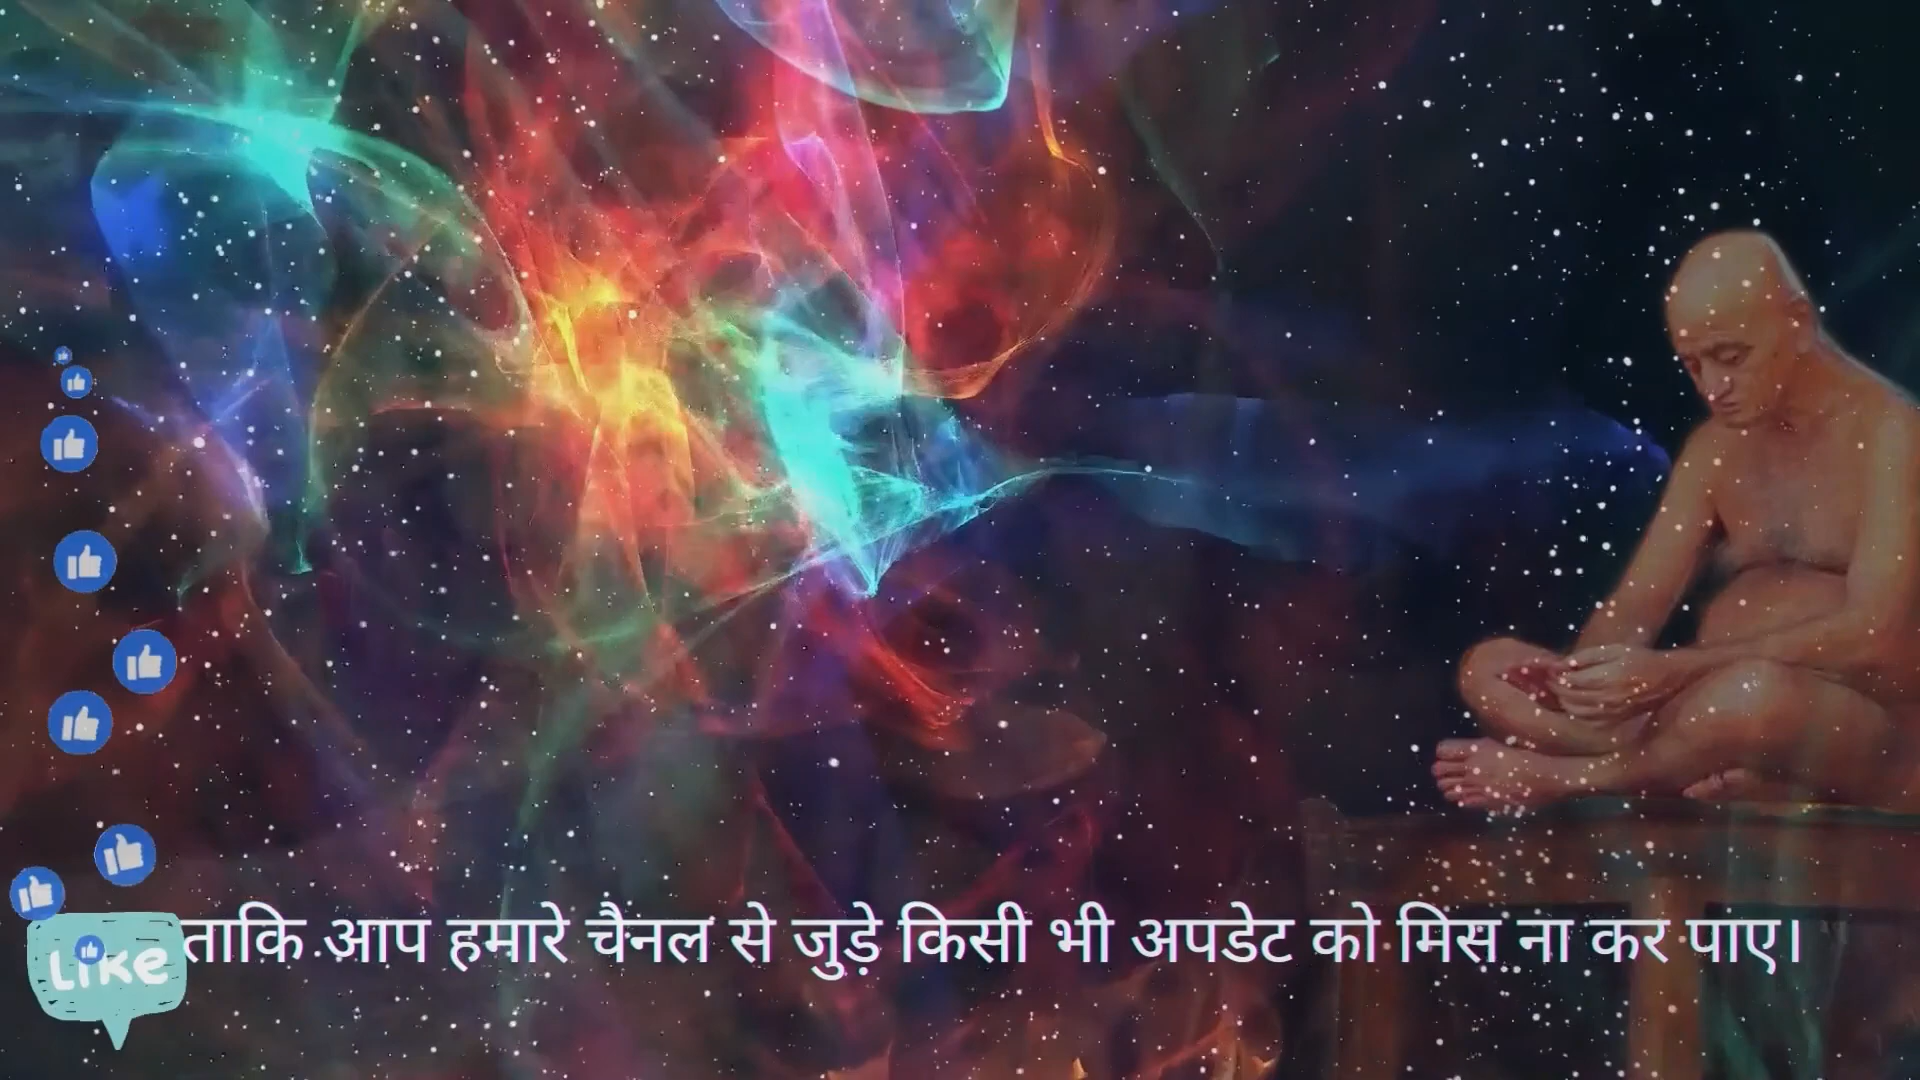 ताकि आप हमारे चैनल से जुड़े किसी भी अपडेट को मिस ना कर पाए।
LIKE